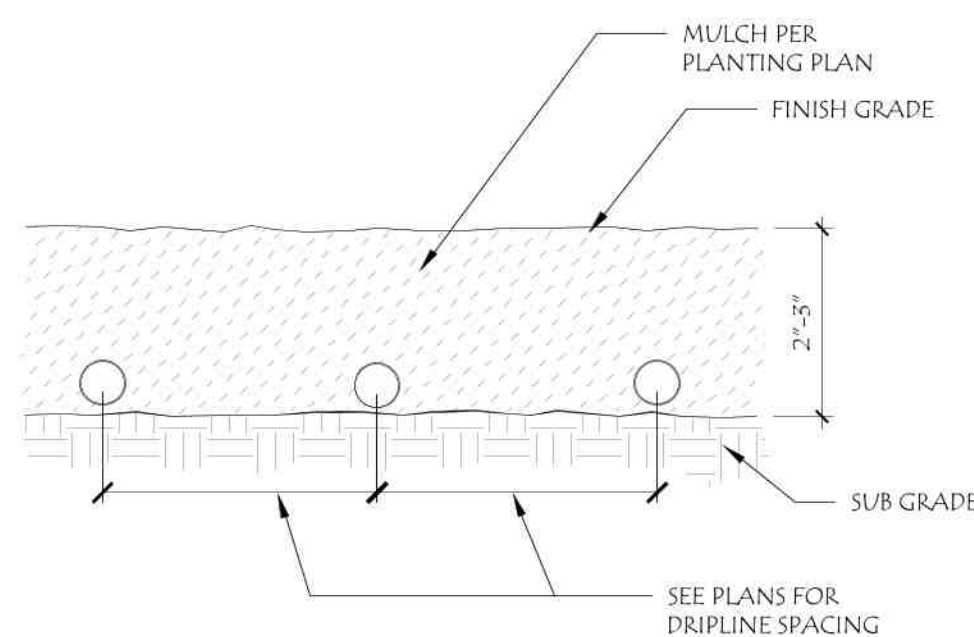 MULCH PER
PLANTING PLAN
FINISH GRADE
2"-3"
SUB GRADE
SEE PLANS FOR
DRIPLINE SPACING